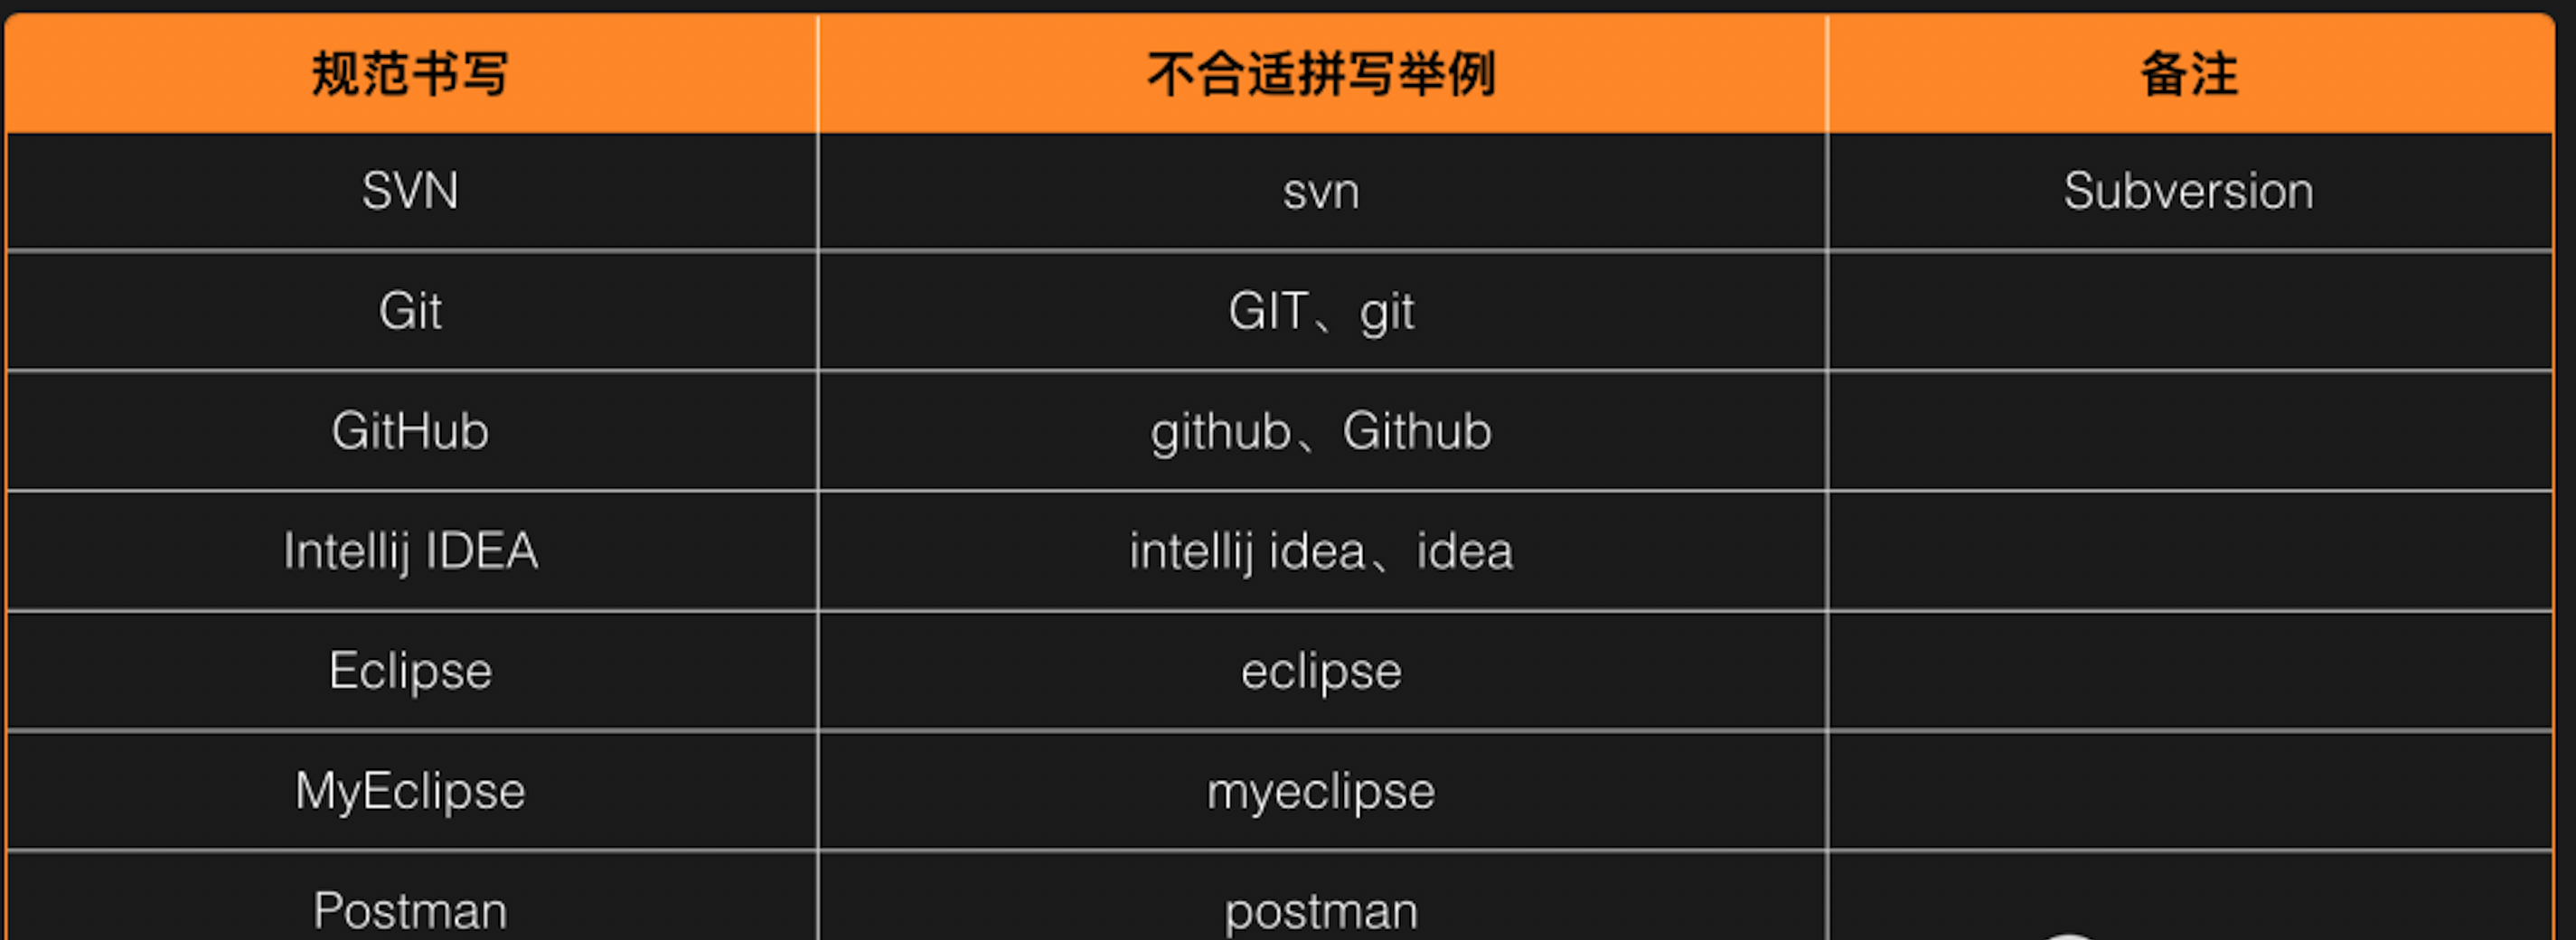 规范书写 不合适拼写举例 备注
SVN svn Subversion
Git GIT、git
GitHub github、Github
Intellij IDEA intellij idea、idea
Eclipse eclipse
MyEclipse myeclipse
Postman postman